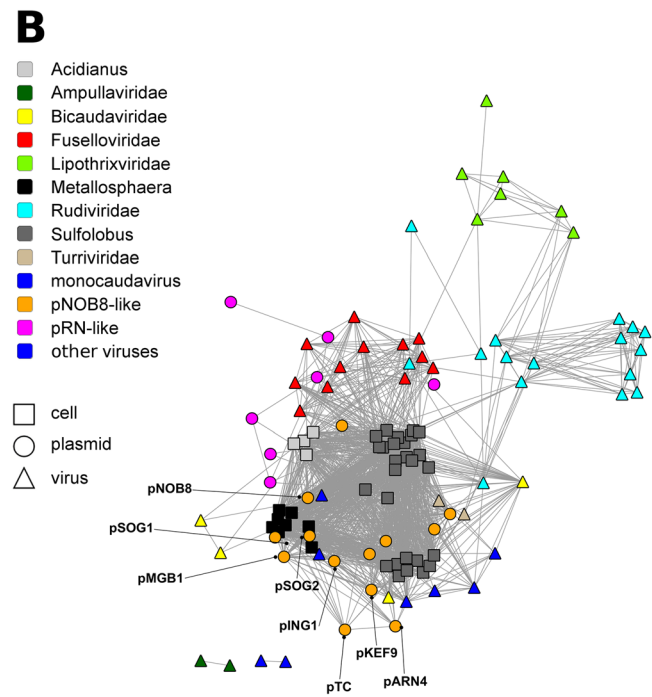 B
Acidianus
Ampullaviridae
Bicaudaviridae
Fuselloviridae
Lipothrixviridae
Metallosphaera
Rudiviridae
Sulfolobus
Turriviridae
monocaudavirus
pNOB8-like
pRN-like
other viruses
cell
plasmid
virus
pNOB8
pSOG1
pMGB1
pSOG2
pING1
pKEF9
pTC
pARN4